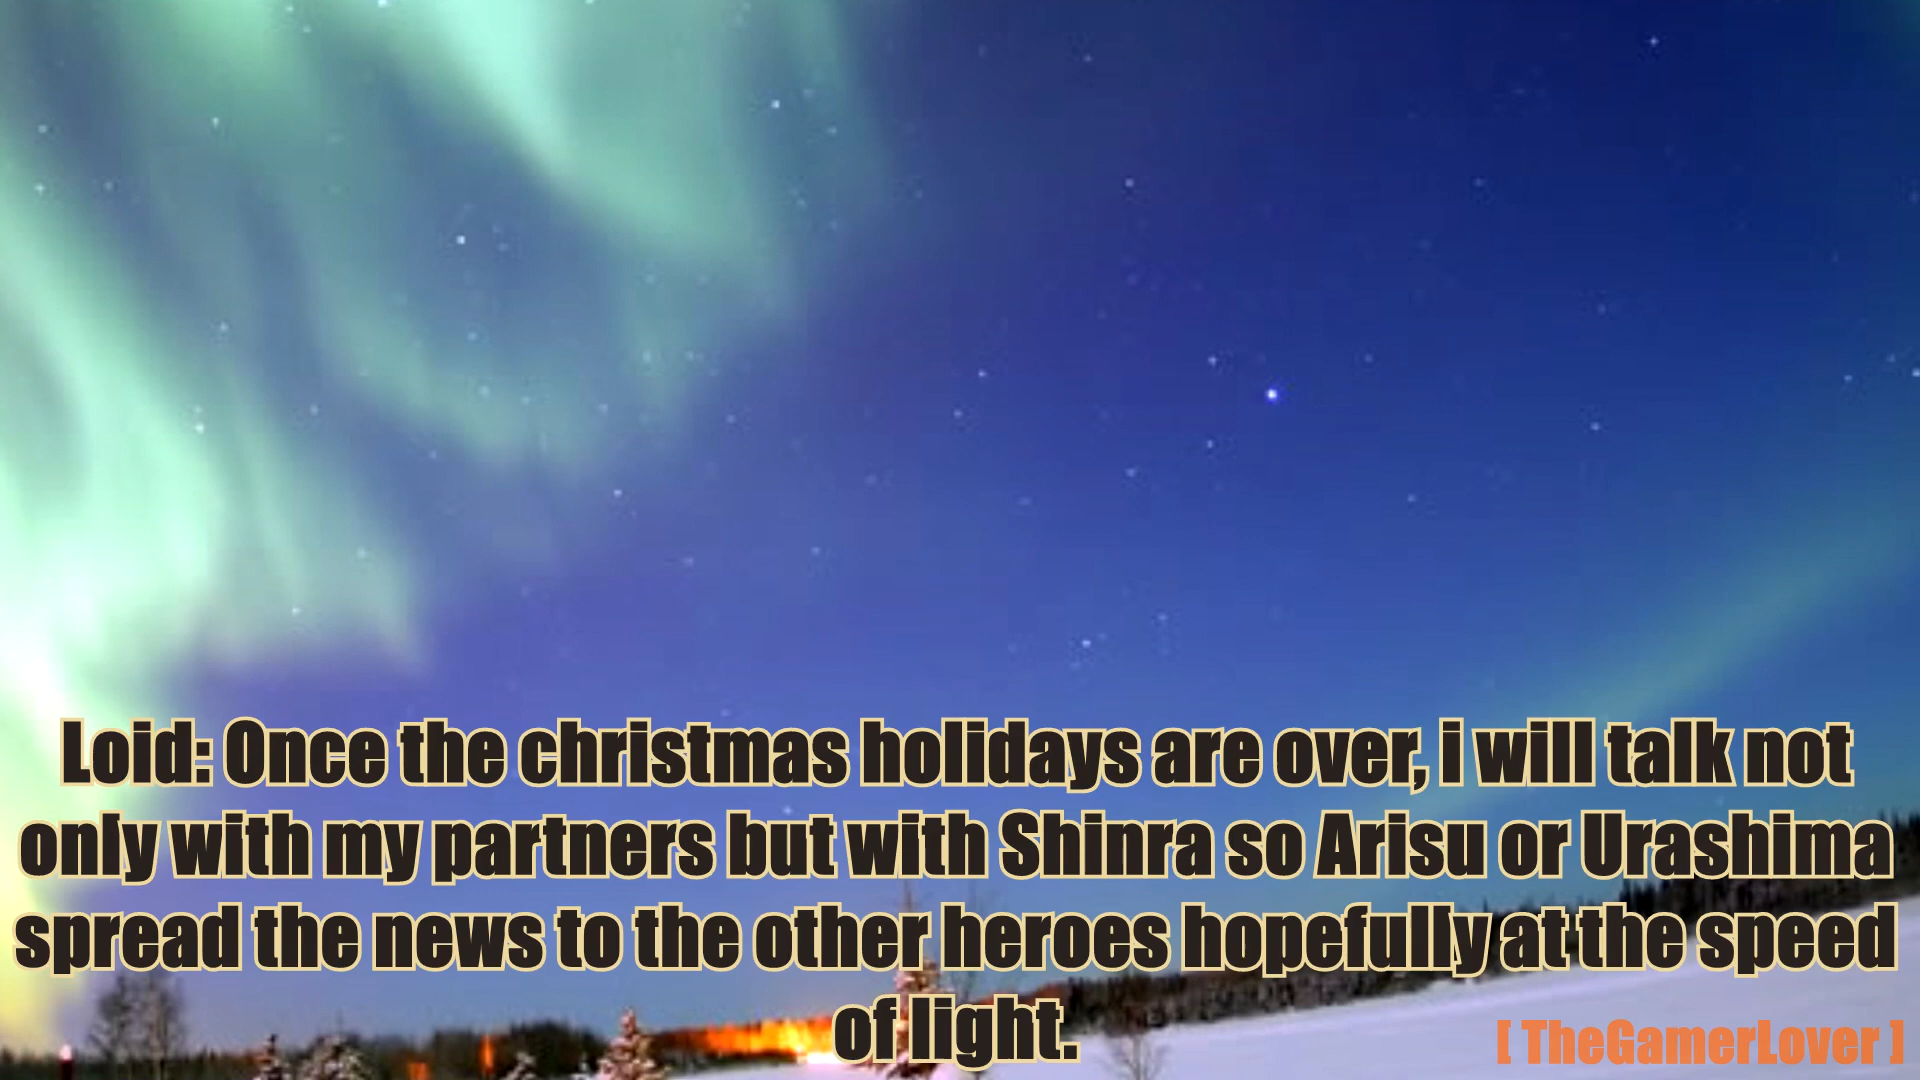 Loid: Once the christmas holidays are over, i will talk not
only with my partners but with Shinra so Arisu or Urashima
spread the news to the other heroes hopefully at the speed
of light.
[ TheGamerLover ]